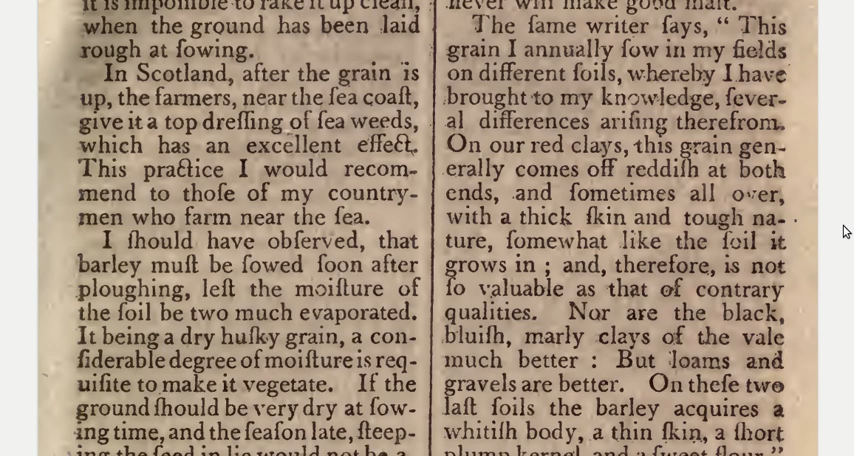 it is impossible to rake it up clean,
when the ground has been laid
rough at sowing.
In Scotland, after the grain is
up, the farmers, near the ſea coaſt,
give it a top dreſſing of ſea weeds,
which has an excellent effect.
This practice I would recom-
mend to thoſe of my country-
men who farm near the ſea.
I ſhould have obſerved, that
barley muſt be ſowed ſoon after
ploughing, leſt the moiſture of
the ſoil be two much evaporated.
It being a dry huſky grain, a con-
ſiderable degree of moiſture is req-
uiſite to make it vegetate. If the
ground ſhould be very dry at ſow-
ing time, and the ſeaſon late, ſteep-
ing the ſeed in lie would not be a
never will make good malt.
The ſame writer ſays, “ This
grain I annually ſow in my fields
on different ſoils, whereby I have
brought to my knowledge, ſever-
al differences ariſing therefrom.
On our red clays, this grain gen-
erally comes off reddiſh at both
ends, and ſometimes all over,
with a thick ſkin and tough na-
ture, ſomewhat like the ſoil it
grows in ; and, therefore, is not
ſo valuable as that of contrary
qualities. Nor are the black,
bluiſh, marly clays of the vale
much better : But loams and
gravels are better. On theſe two
laſt ſoils the barley acquires a
whitiſh body, a thin ſkin, a ſhort
plump kernel, and a ſweet flour.”